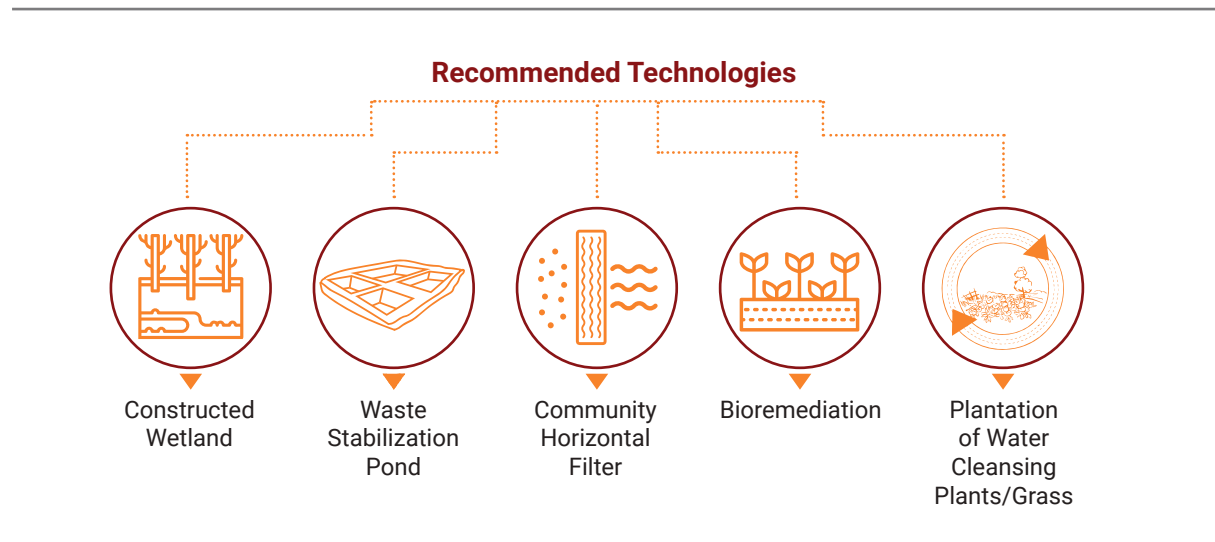 Recommended Technologies
Constructed
Wetland
Waste
Stabilization
Pond
Community
Horizontal
Filter
Bioremediation
Plantation
of Water
Cleansing
Plants/Grass